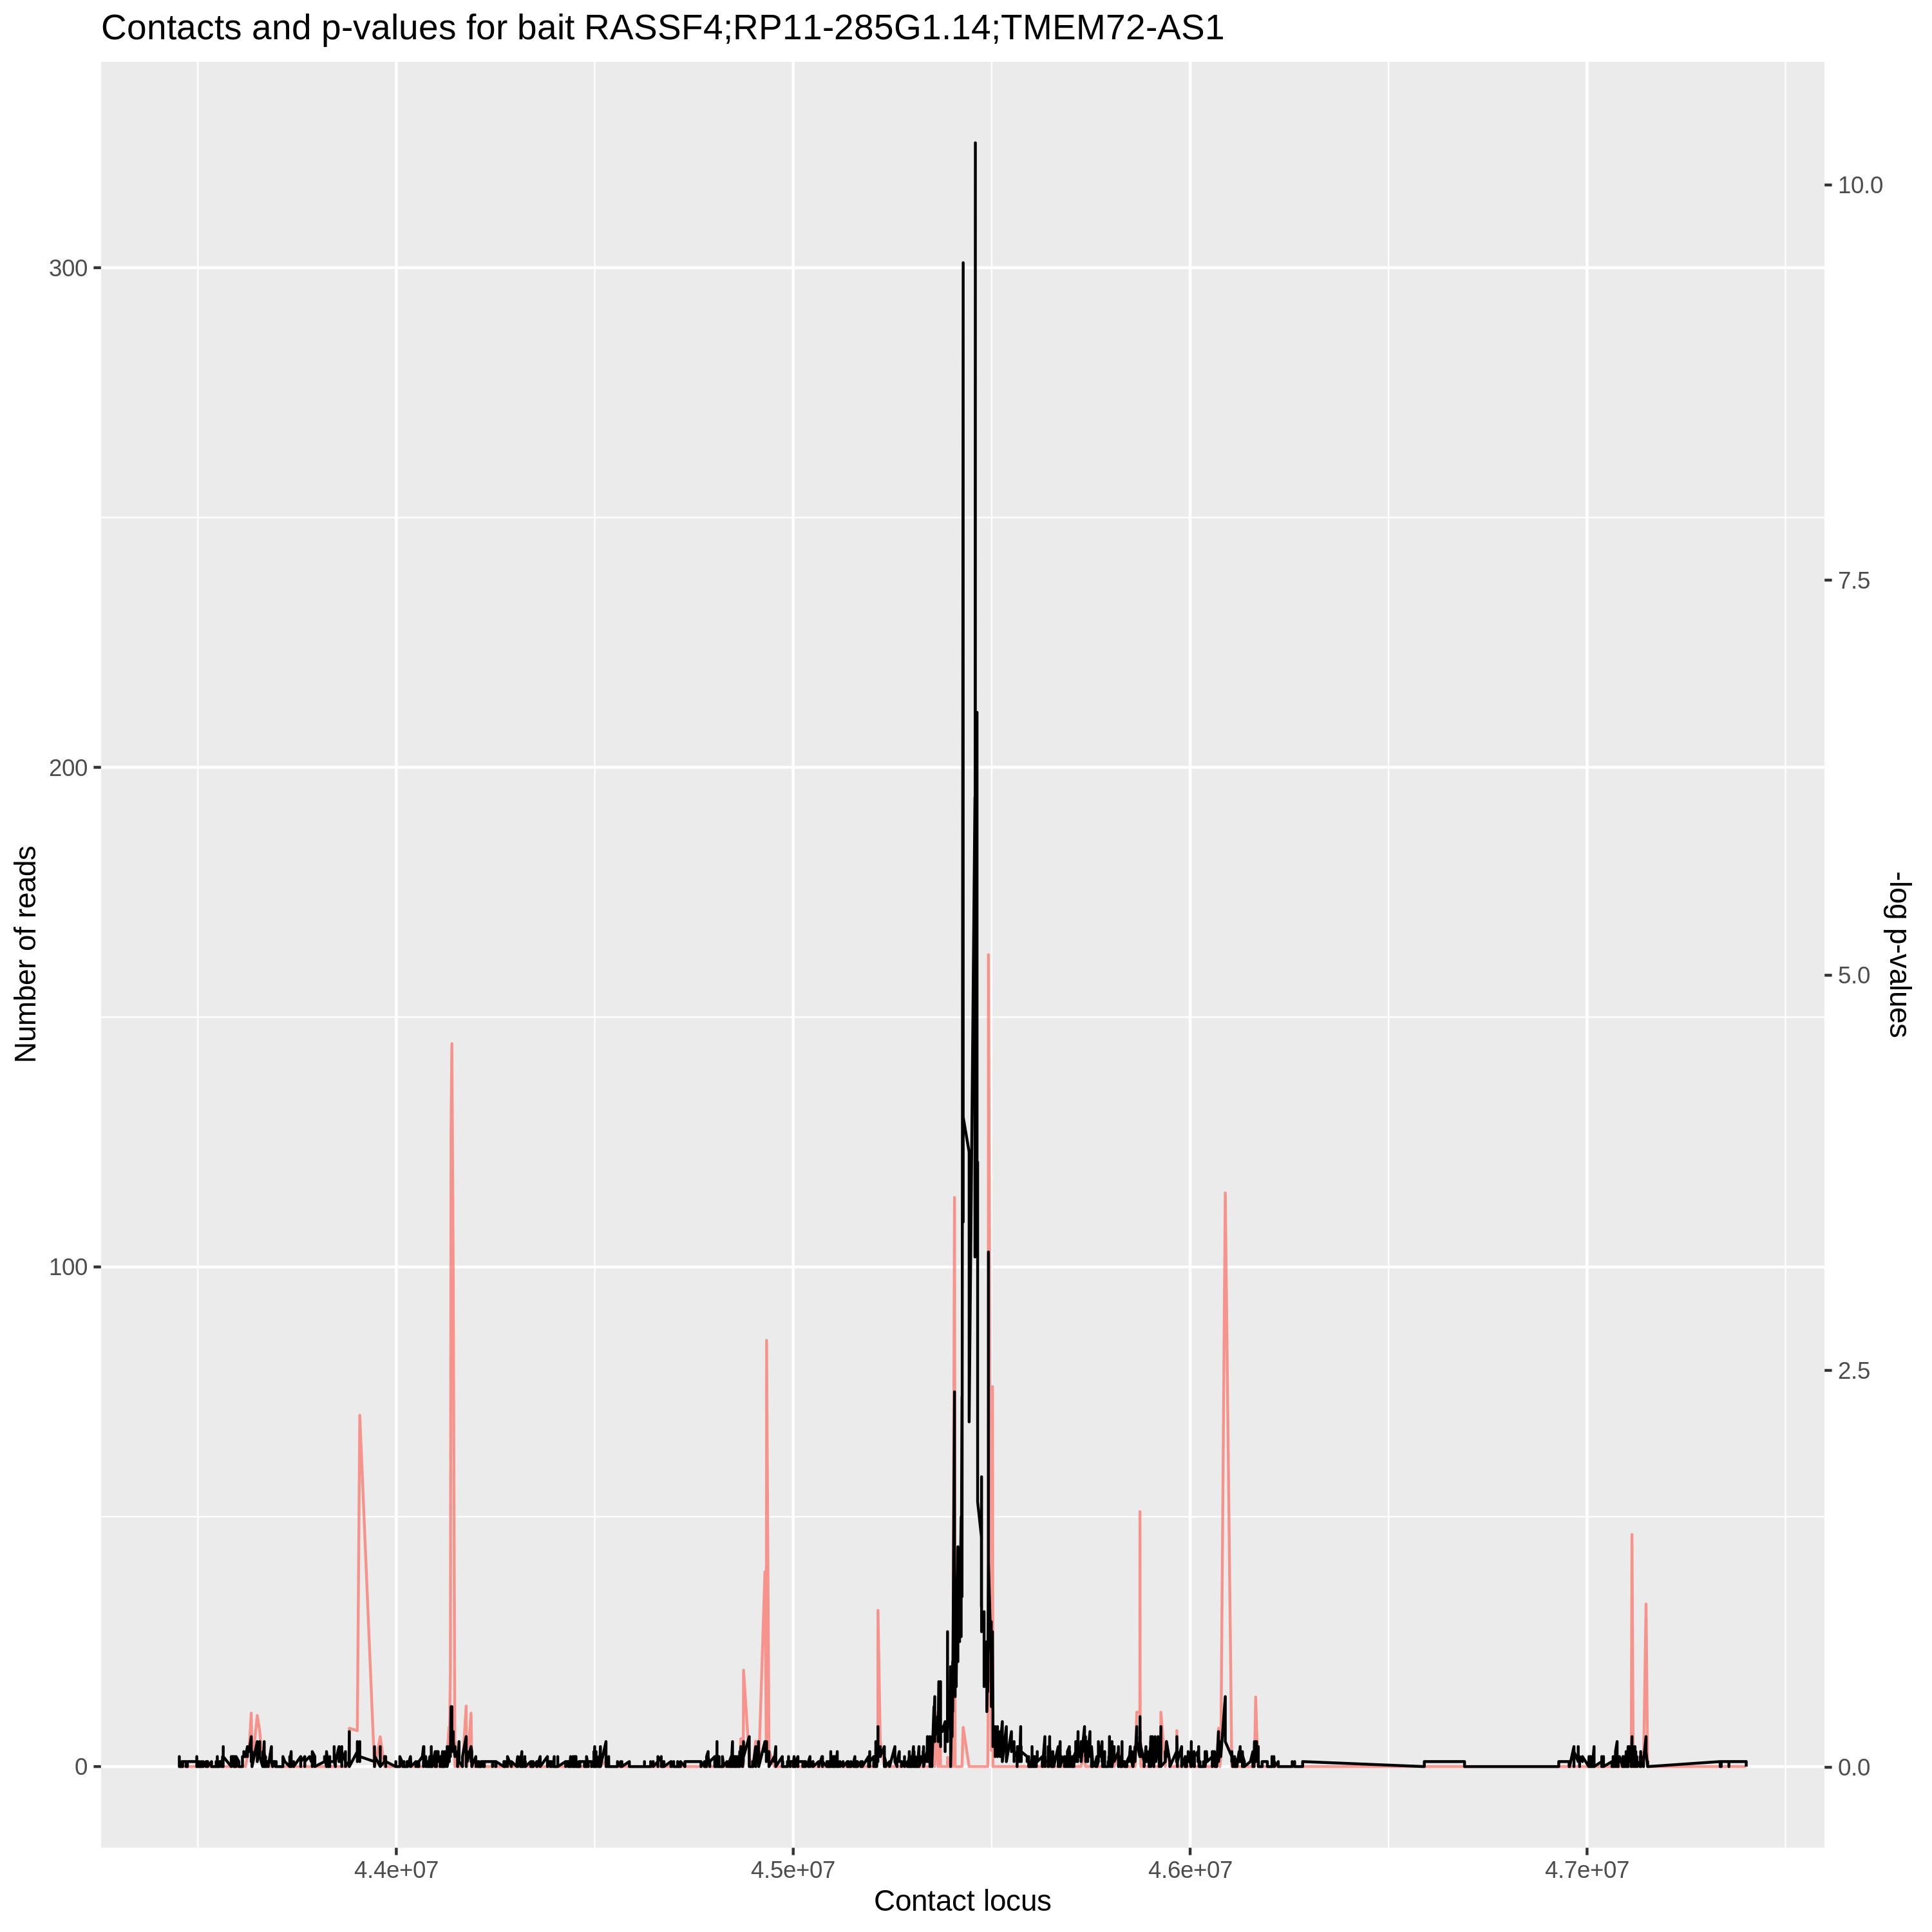 Contacts and p-values for bait RASSF4;RP11-285G1.14;TMEM72-AS1
Number of reads
300
200
100
0
10.0
7.5
5.0
2.5
0.0
-log p-values
4.4e+07
4.5e+07
4.6e+07
4.7e+07
Contact locus